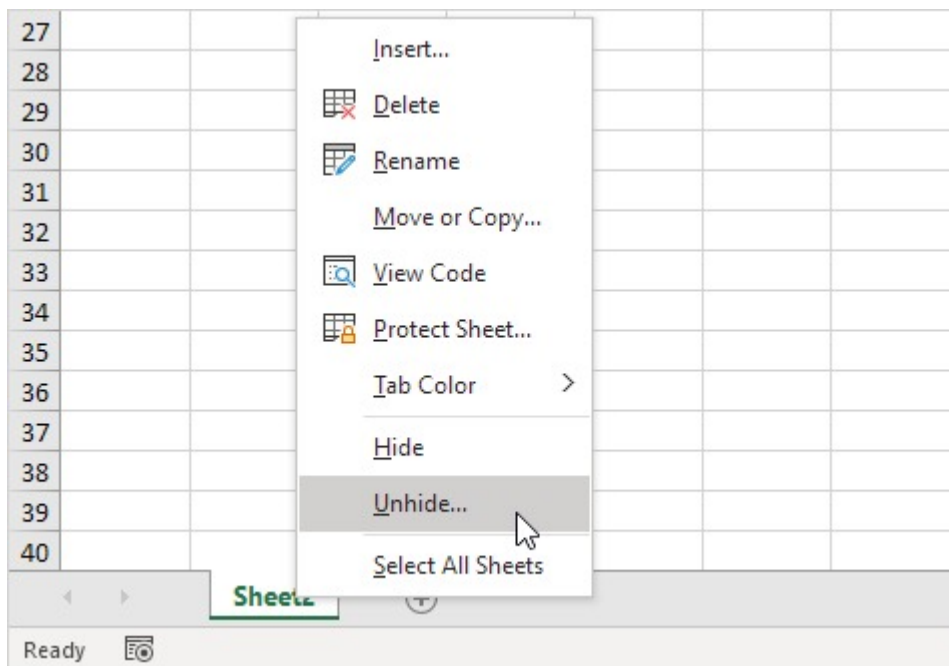 27
Insert...
28
Delete
29
30
Rename
31
Move or Copy...
32
33
View Code
34
Protect Sheet...
35
Tab Color
36
37
Hide
38
Unhide...
39
40
Select All Sheets
Sheet2
Ready